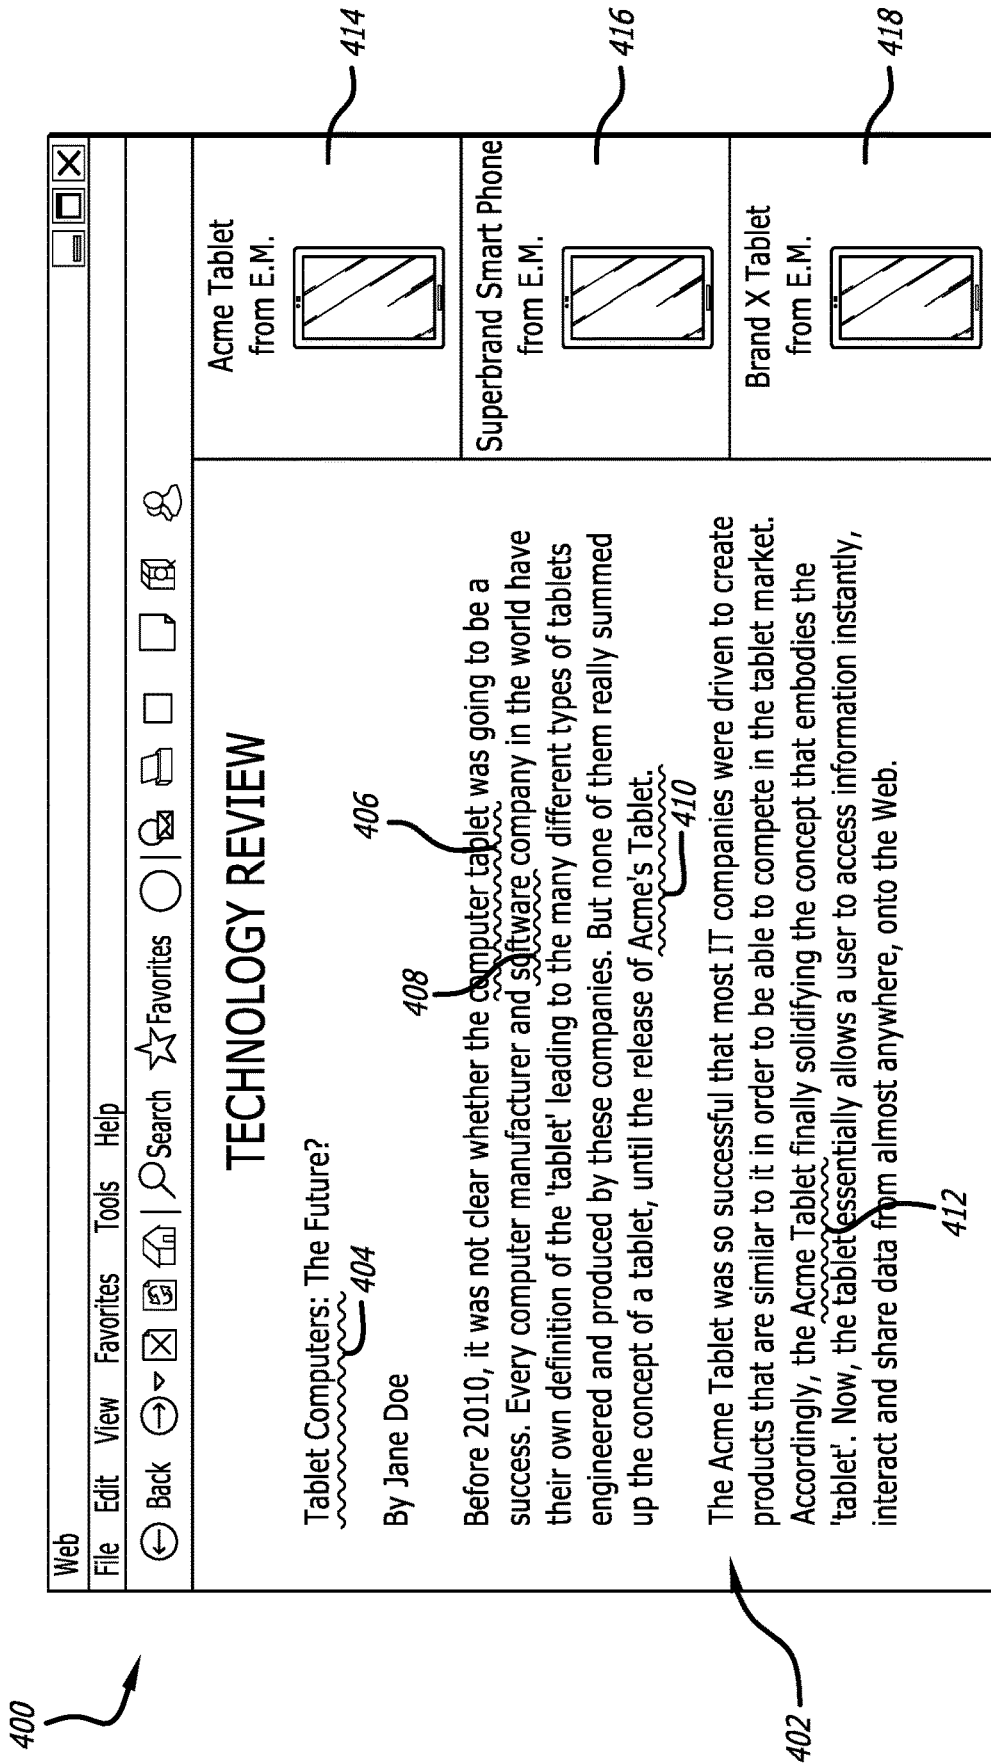 400
Web
File Edit View Favorites Tools Help
Back Search Favorites
TECHNOLOGY REVIEW
Tablet Computers: The Future?
404
By Jane Doe
406
408
Before 2010, it was not clear whether the computer tablet was going to be a
success. Every computer manufacturer and software company in the world have
their own definition of the 'tablet' leading to the many different types of tablets
engineered and produced by these companies. But none of them really summed
up the concept of a tablet, until the release of Acme's Tablet.
410
The Acme Tablet was so successful that most IT companies were driven to create
products that are similar to it in order to be able to compete in the tablet market.
Accordingly, the Acme Tablet finally solidifying the concept that embodies the
'tablet'. Now, the tablet essentially allows a user to access information instantly,
interact and share data from almost anywhere, onto the Web.
412
402
Acme Tablet
from E.M.
414
Superbrand Smart Phone
from E.M.
416
Brand X Tablet
from E.M.
418